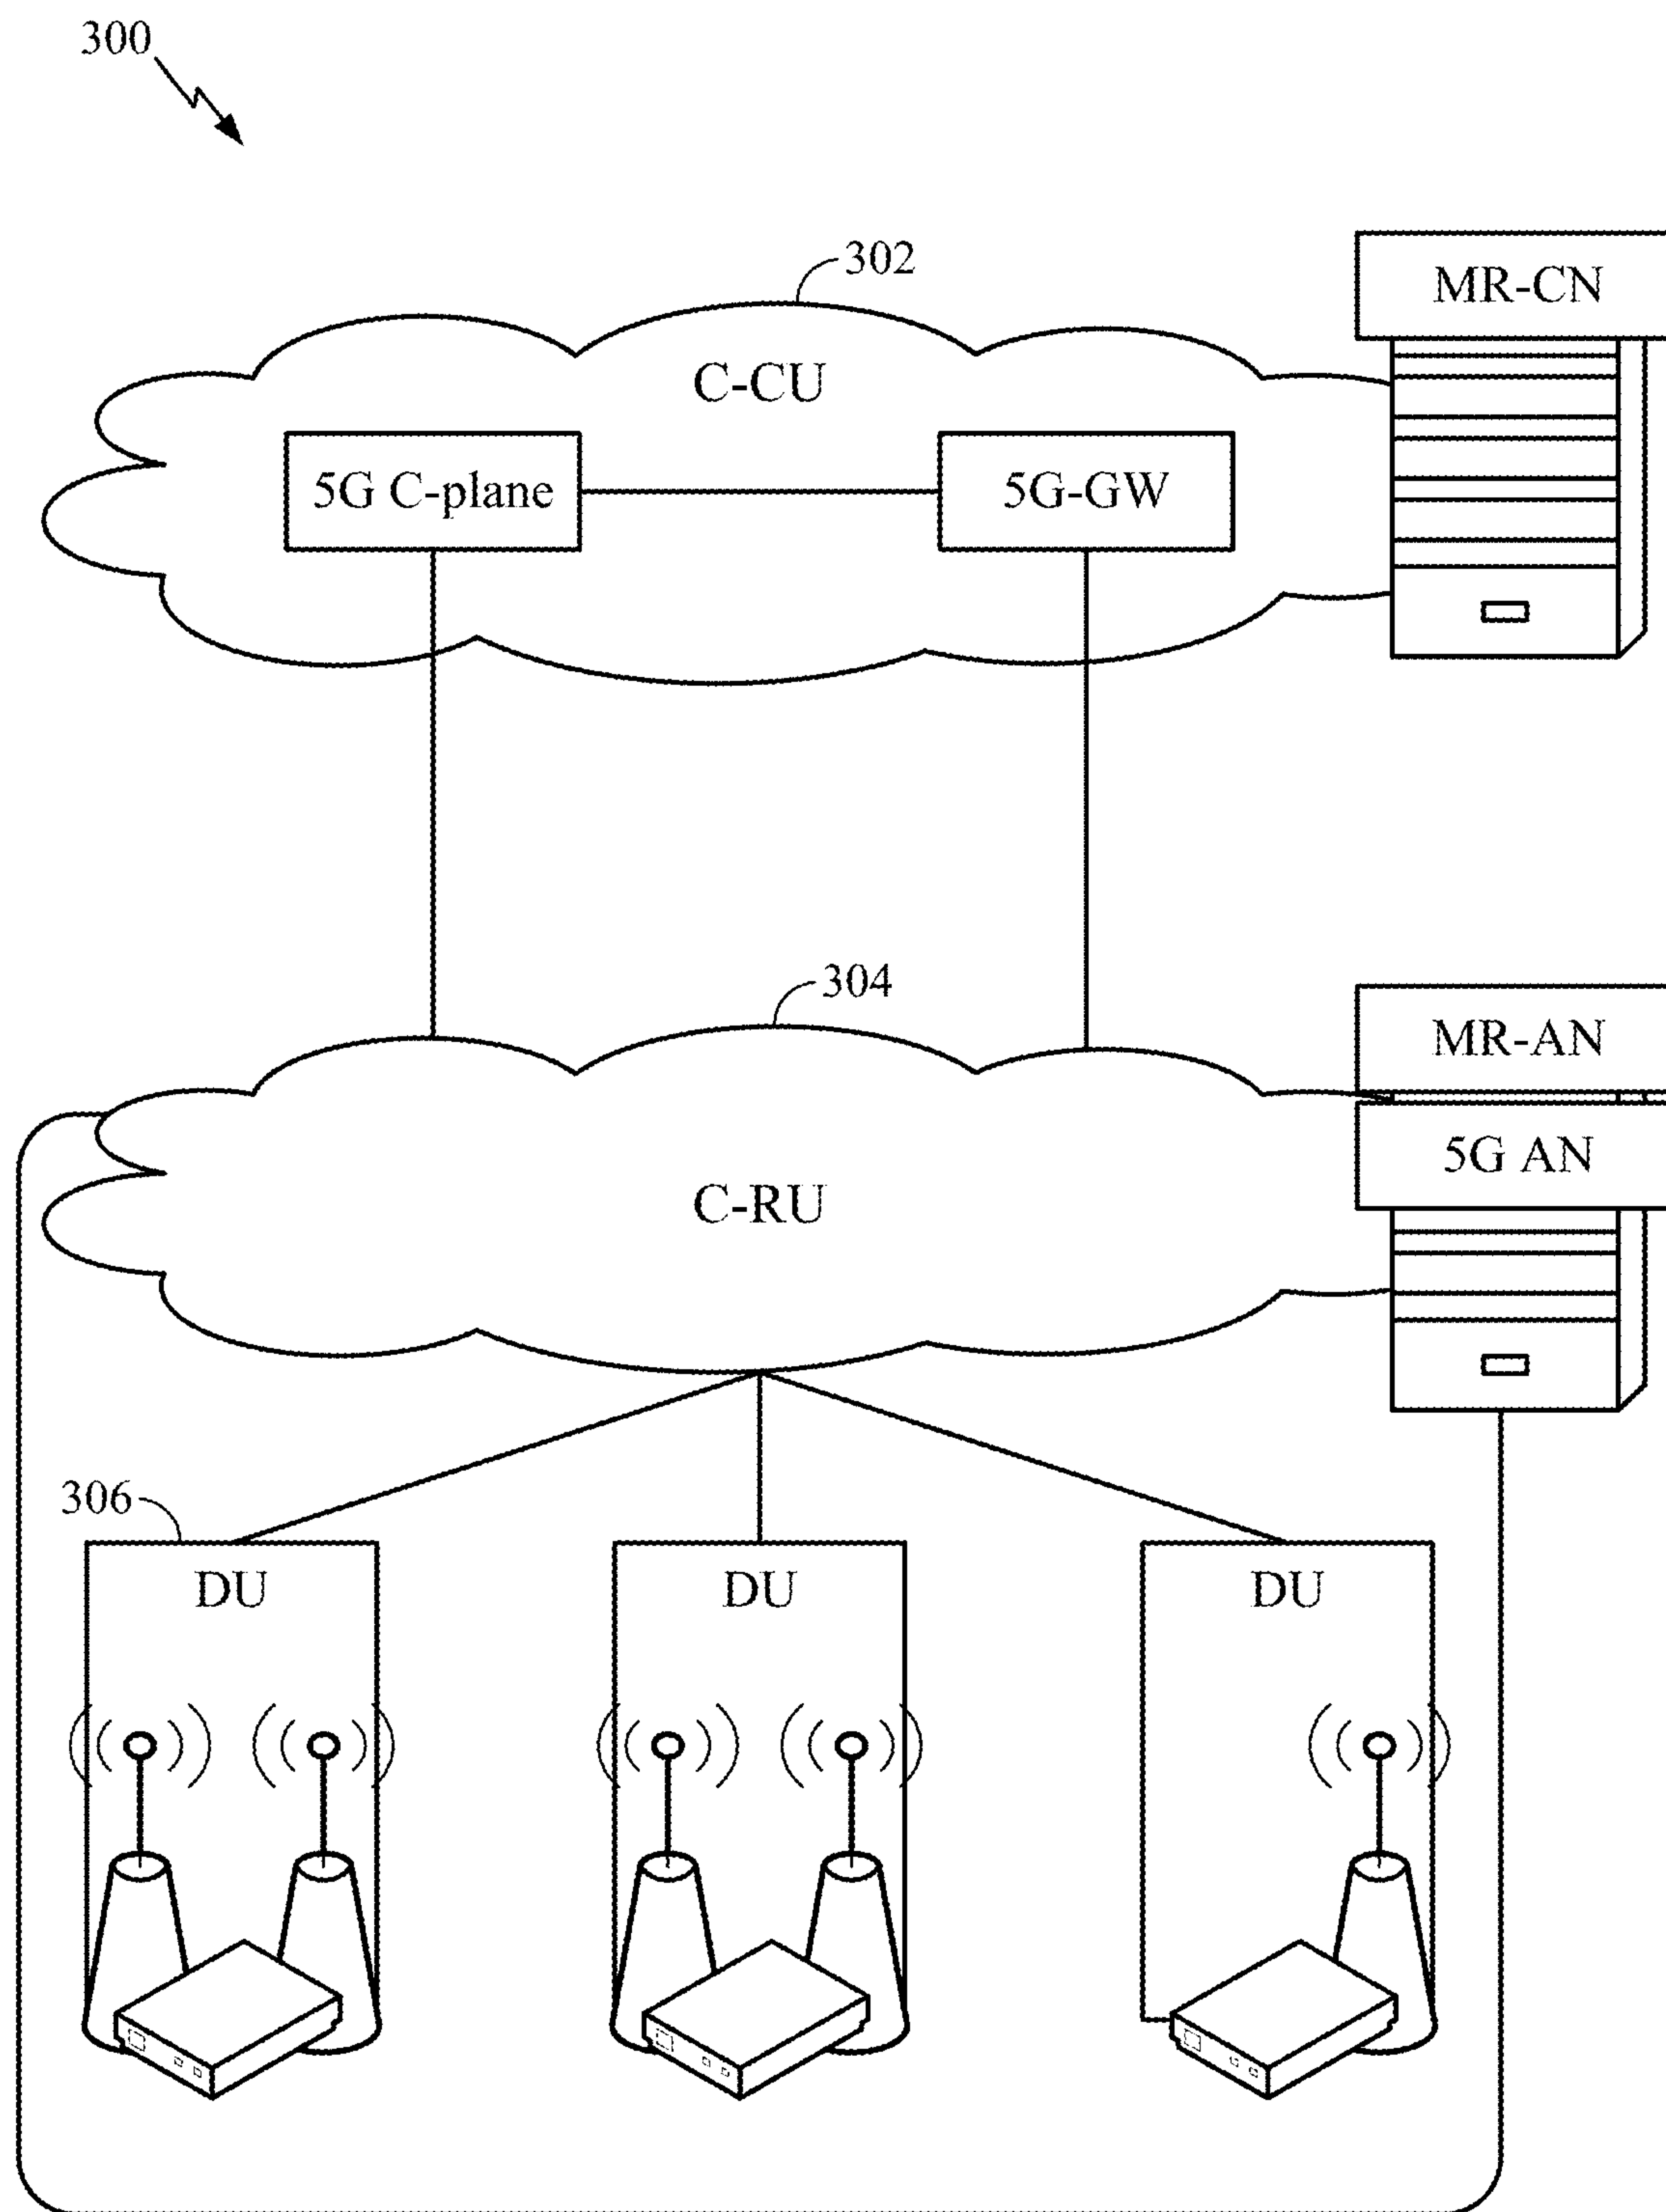 300
302
MR-CN
C-CU
5G C-plane
5G-GW
304
MR-AN
5G AN
C-RU
306
DU
DU
DU